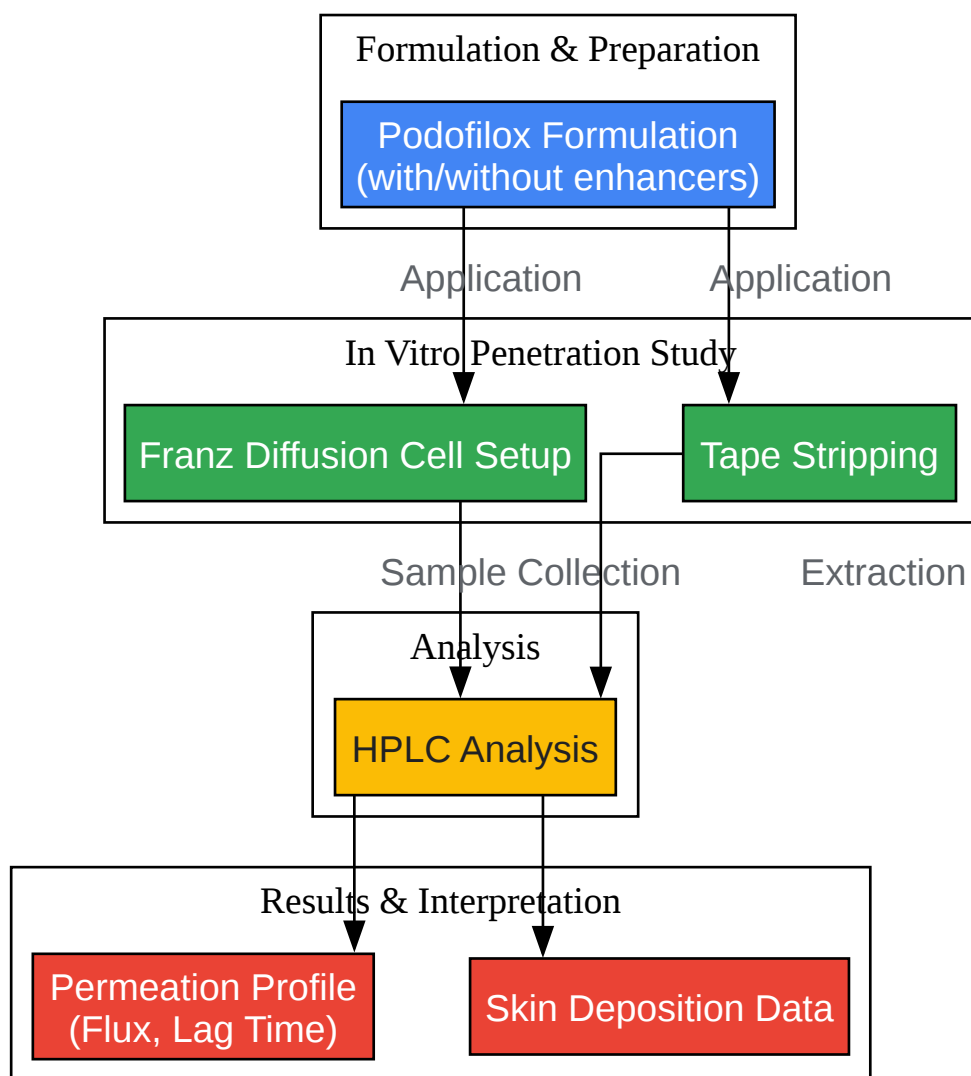 Formulation & Preparation
Podofilox Formulation
(with/without enhancers)
Application
Application
In Vitro Penetration Study
Franz Diffusion Cell Setup
Tape Stripping
Sample Collection
Extraction
Analysis
HPLC Analysis
Results & Interpretation
Permeation Profile
(Flux, Lag Time)
Skin Deposition Data